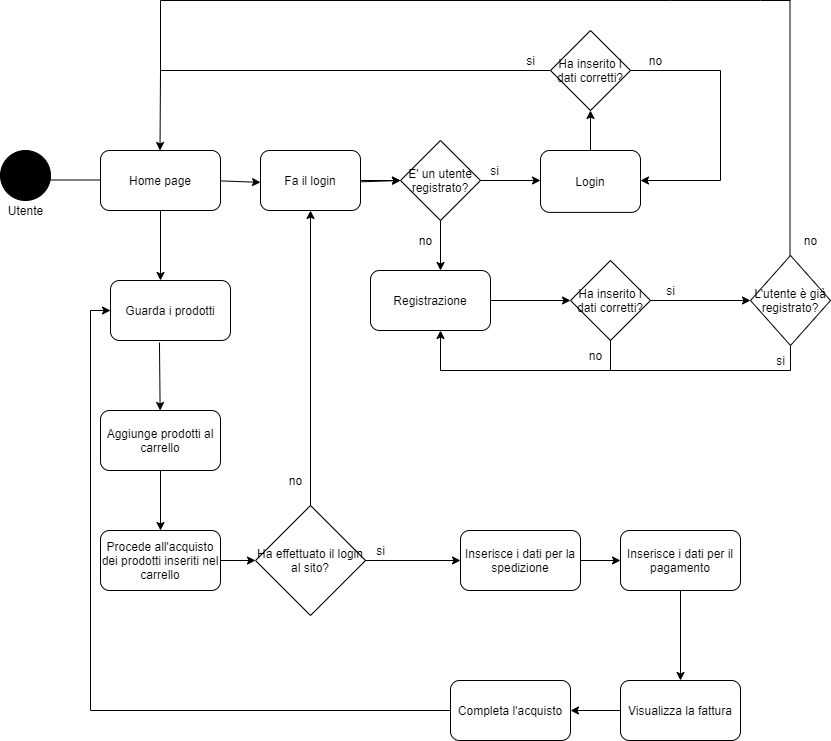 Ha inserito I
dati corretti?
si
no
Utente
Home page
Fa il login
E' un utente
registrato?
si
Login
no
no
Guarda i prodotti
Registrazione
Ha inserito I
dati corretti?
si
L'utente è già
registrato?
no
si
Aggiunge prodotti al
carrello
no
Procede all'acquisto
dei prodotti inseriti nel
carrello
Ha effettuato il login
al sito?
si
Inserisce i dati per la
spedizione
Inserisce i dati per il
pagamento
Completa l'acquisto
Visualizza la fattura